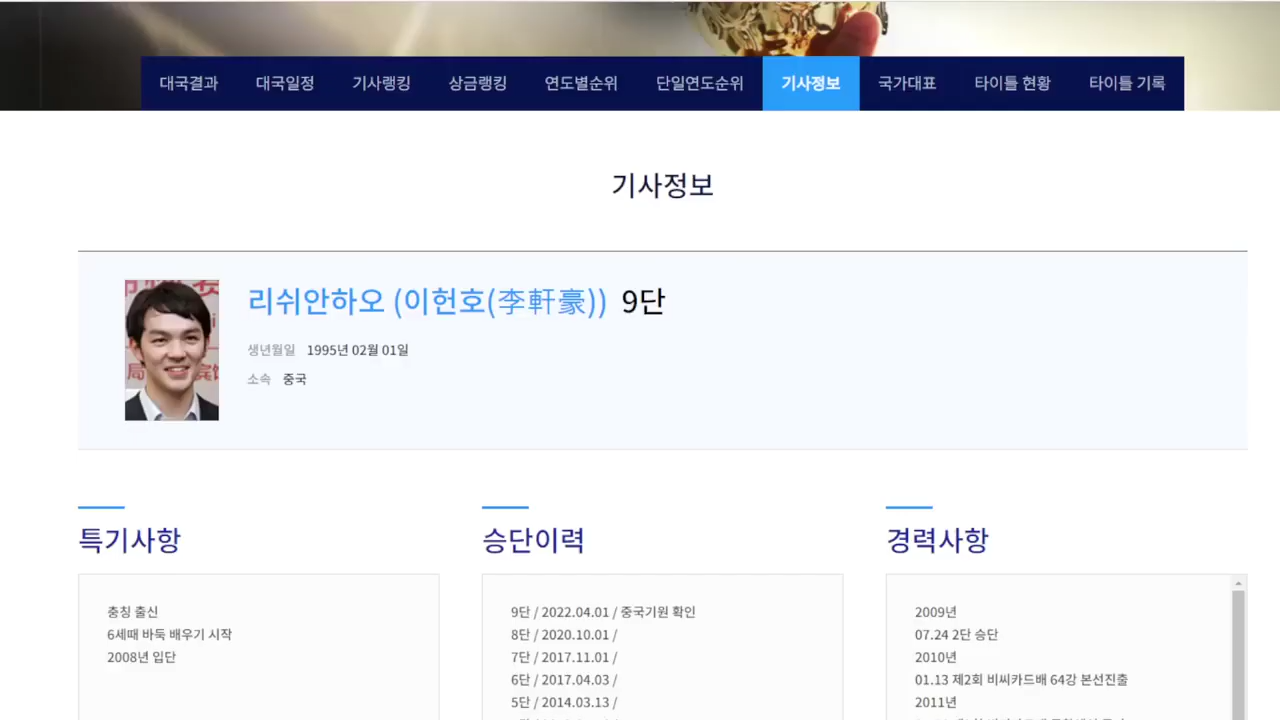 대국결과 대국일정 기사랭킹 상금랭킹 연도별순위 단일연도순위 기사정보 국가대표 타이틀 현황 타이틀 기록
기사정보
리쉬안하오 (이헌호(李軒豪)) 9단
생년월일 1995년 02월 01일
소속 중국
특기사항
충칭 출신
6세때 바둑 배우기 시작
2008년 입단
승단이력
9단 / 2022.04.01 / 중국기원 확인
8단 / 2020.10.01 /
7단 / 2017.11.01 /
6단 / 2017.04.03 /
5단 / 2014.03.13 /
경력사항
2009년
07.24 2단 승단
2010년
01.13 제2회 비씨카드배 64강 본선진출
2011년